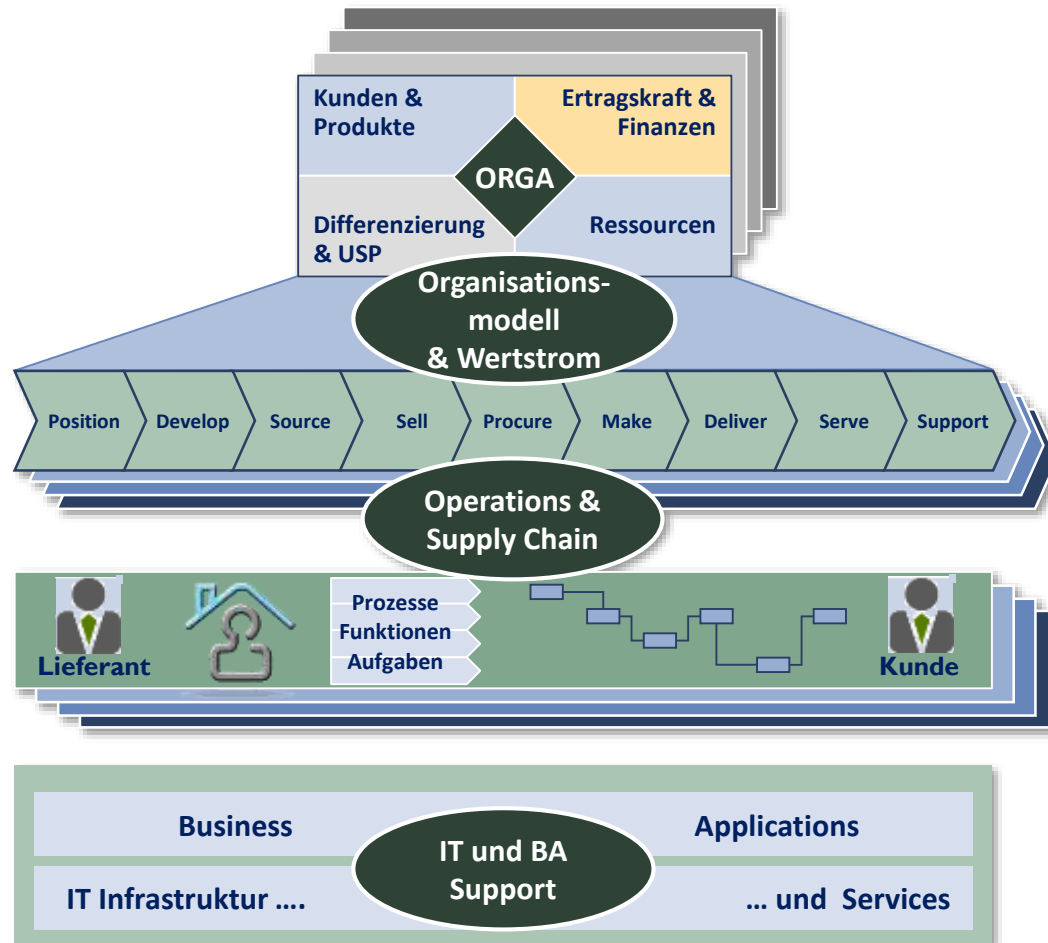 Kunden &
Produkte
Ertragskraft &
Finanzen
ORGA
Differenzierung
& USP
Ressourcen
Organisations-
modell
& Wertstrom
Position
Develop
Source
Sell
Procure
Make
Deliver
Serve
Support
Operations &
Supply Chain
Lieferant
Prozesse
Funktionen
Aufgaben
Kunde
Business
Applications
IT und BA
Support
IT Infrastruktur ....
... und Services